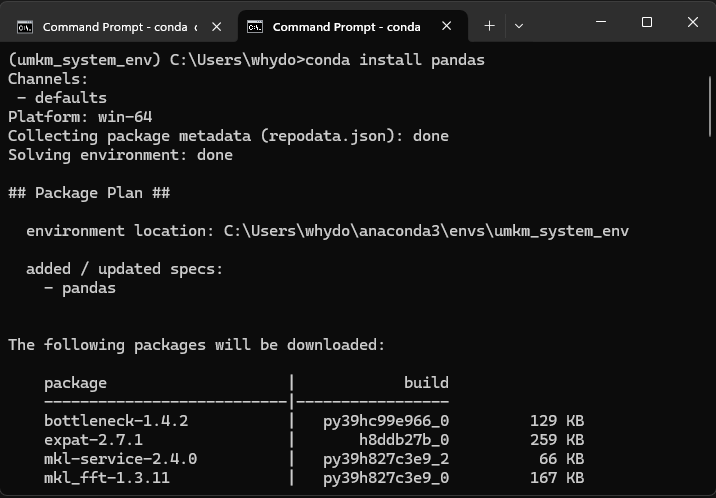 Command Prompt - conda c
Command Prompt - conda
(umkm_system_env) C:\Users\whydo>conda install pandas
Channels:
 - defaults
Platform: win-64
Collecting package metadata (repodata.json): done
Solving environment: done

## Package Plan ##

  environment location: C:\Users\whydo\anaconda3\envs\umkm_system_env

  added / updated specs:
    - pandas


The following packages will be downloaded:

    package                    |            build
    ---------------------------|-----------------
    bottleneck-1.4.2           |   py39hc99e966_0         129 KB
    expat-2.7.1                |       h8ddb27b_0         259 KB
    mkl-service-2.4.0          |   py39h827c3e9_2          66 KB
    mkl_fft-1.3.11             |   py39h827c3e9_0         167 KB